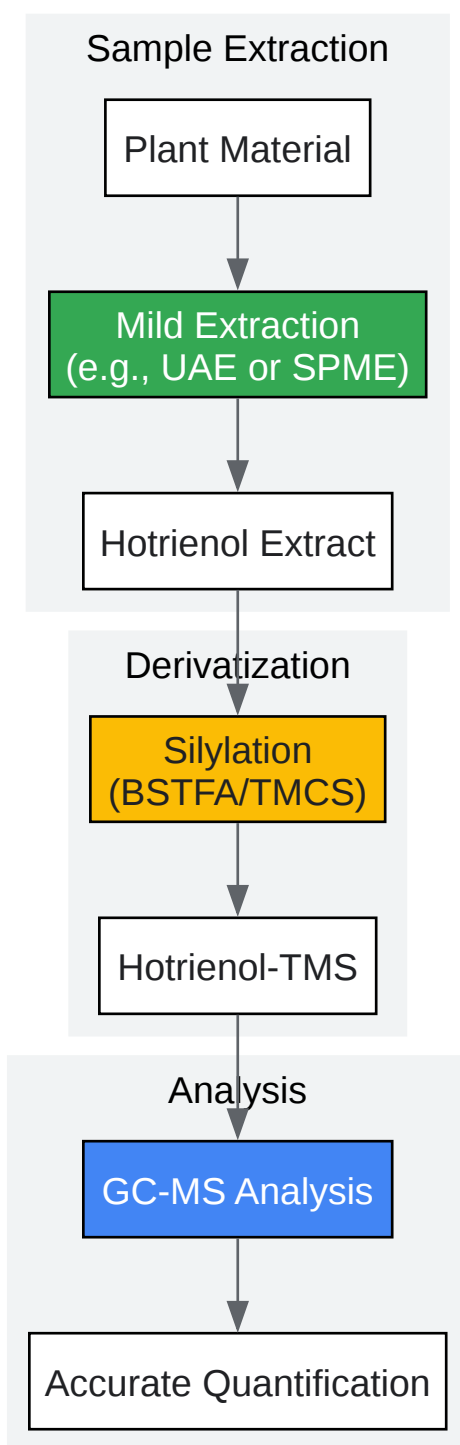 Sample Extraction
Plant Material
Mild Extraction
(e.g., UAE or SPME)
Hotrienol Extract
Derivatization
Silylation
(BSTFA/TMCS)
Hotrienol-TMS
Analysis
GC-MS Analysis
Accurate Quantification